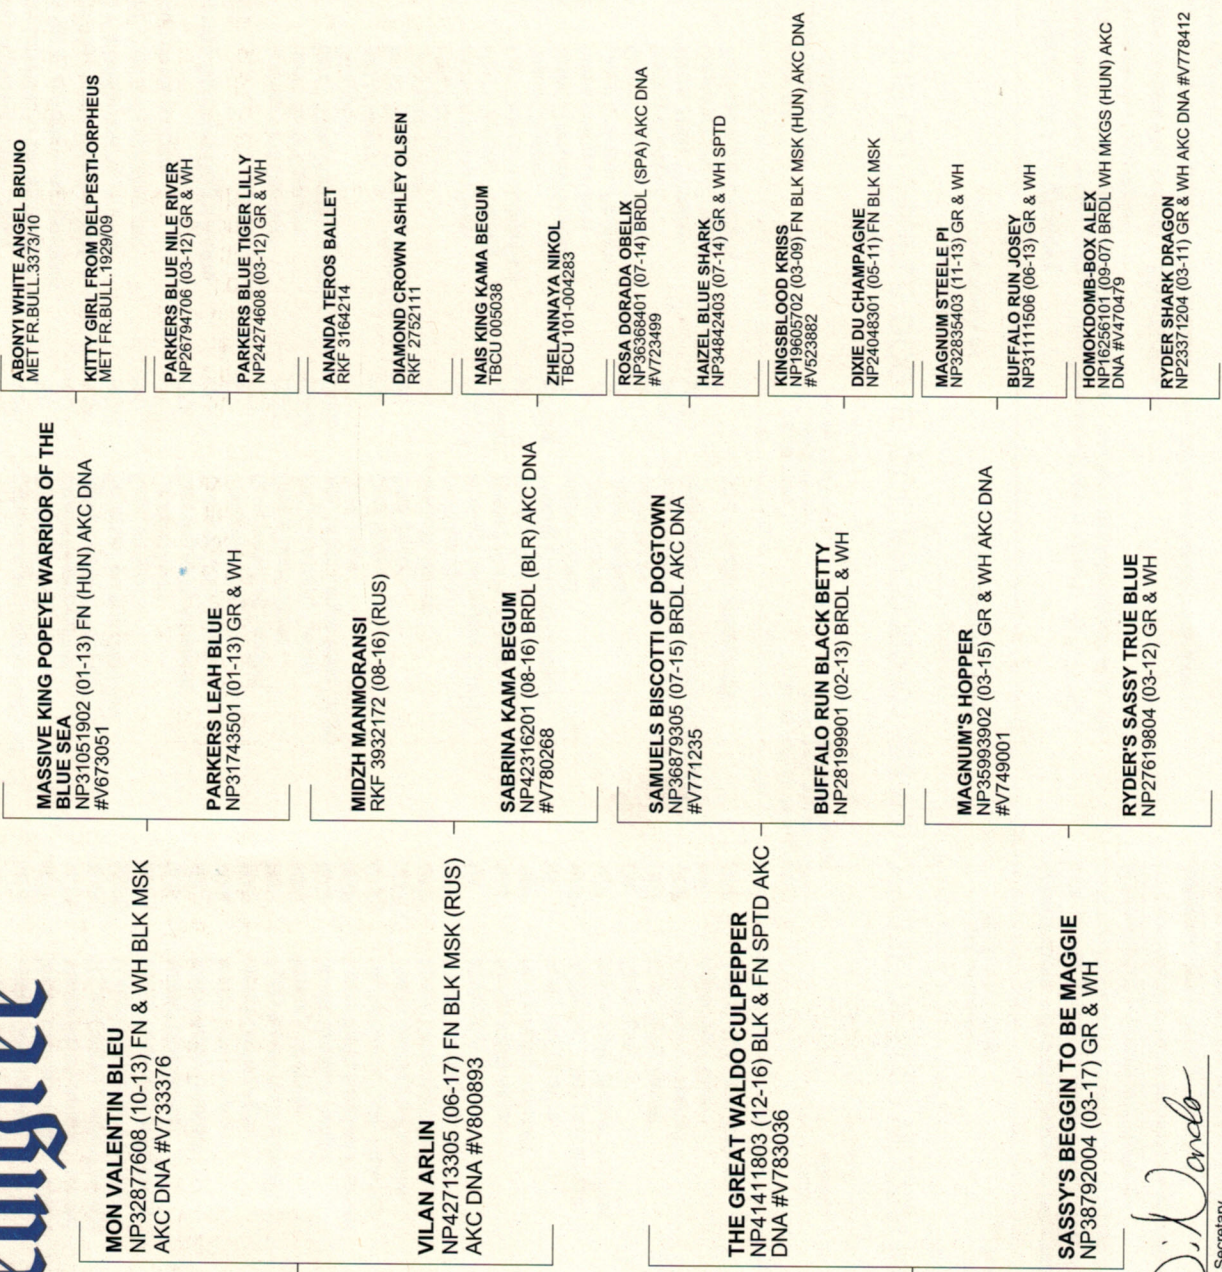 MON VALENTIN BLEU
NP32877608 (10-13) FN & WH BLK MSK
AKC DNA #V733376
VILAN ARLIN
NP42713305 (06-17) FN BLK MSK (RUS)
AKC DNA #V800893
THE GREAT WALDO CULPEPPER
NP41411803 (12-16) BLK & FN SPTD AKC
DNA #V783036
SASSY'S BEGGIN TO BE MAGGIE
NP38792004 (03-17) GR & WH
MASSIVE KING POPEYE WARRIOR OF THE
BLUE SEA
NP31051902 (01-13) FN (HUN) AKC DNA
#V673051
PARKERS LEAH BLUE
NP31743501 (01-13) GR & WH
MIDZH MANMORANSI
RKF 3932172 (08-16) (RUS)
SABRINA KAMA BEGUM
NP42316201 (08-16) BRDL (BLR) AKC DNA
#V780268
SAMUELS BISCOTTI OF DOGTOWN
NP36879305 (07-15) BRDL AKC DNA
#V771235
BUFFALO RUN BLACK BETTY
NP28199901 (02-13) BRDL & WH
MAGNUM'S HOPPER
NP35993902 (03-15) GR & WH AKC DNA
#V749001
RYDER'S SASSY TRUE BLUE
NP27619804 (03-12) GR & WH
ABONYI WHITE ANGEL BRUNO
MET FR.BULL.3373/10
KITTY GIRL FROM DELPESTI-ORPHEUS
MET FR.BULL.1929/09
PARKERS BLUE NILE RIVER
NP26794706 (03-12) GR & WH
PARKERS BLUE TIGER LILLY
NP24274608 (03-12) GR & WH
ANANDA TEROS BALLET
RKF 3164214
DIAMOND CROWN ASHLEY OLSEN
RKF 2752111
NAIS KING KAMA BEGUM
TBCU 005038
ZHELANNAYA NIKOL
TBCU 101-004283
ROSA DORADA OBELIX
NP36368401 (07-14) BRDL (SPA) AKC DNA
#V723499
HAIZEL BLUE SHARK
NP34842403 (07-14) GR & WH SPTD
KINGSBLOOD KRISS
NP19605702 (03-09) FN BLK MSK (HUN) AKC DNA
#V523882
DIXIE DU CHAMPAGNE
NP24048301 (05-11) FN BLK MSK
MAGNUM STEELE PI
NP32835403 (11-13) GR & WH
BUFFALO RUN JOSEY
NP31111506 (06-13) GR & WH
HOMOKDOMB-BOX ALEX
NP16256101 (09-07) BRDL WH MKGS (HUN) AKC
DNA #V470479
RYDER SHARK DRAGON
NP23371204 (03-11) GR & WH AKC DNA #V778412
Secretary